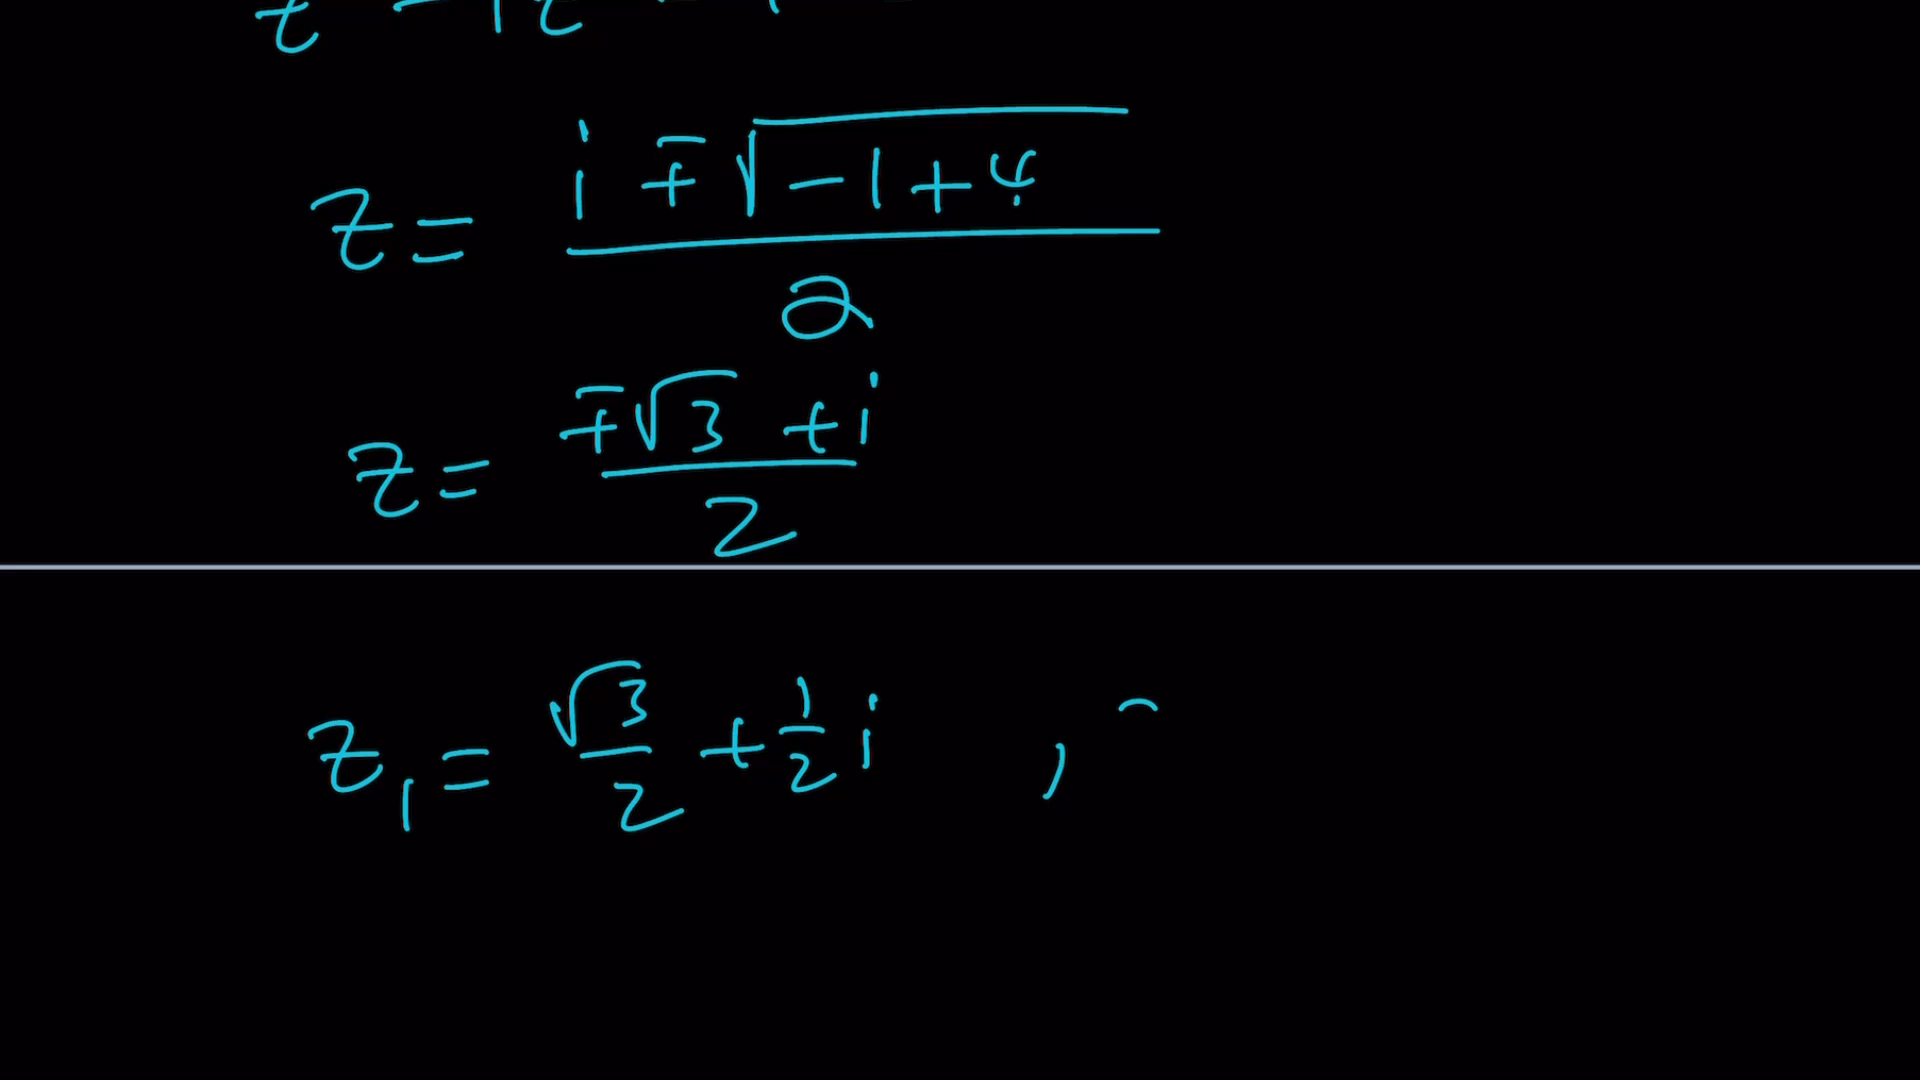 z = (i ∓ √(-1+4)) / 2
z = (∓√3 + i) / 2
z₁ = √3/2 + 1/2 i ,